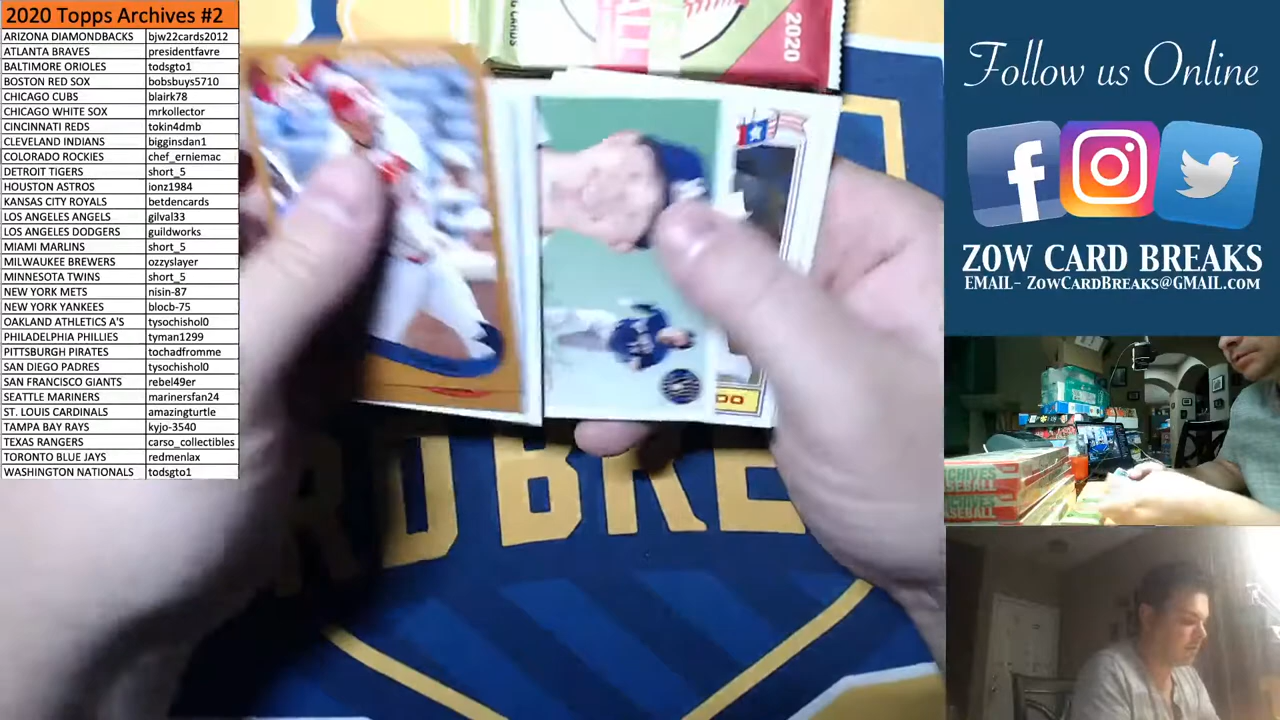 2020 Topps Archives #2
ARIZONA DIAMONDBACKS bjw22cards2012
ATLANTA BRAVES presidentfavre
BALTIMORE ORIOLES todsgto1
BOSTON RED SOX bobsbuys5710
CHICAGO CUBS blairk78
CHICAGO WHITE SOX mrkollector
CINCINNATI REDS tokin4dmb
CLEVELAND INDIANS bigginsdan1
COLORADO ROCKIES chef_erniemac
DETROIT TIGERS short_5
HOUSTON ASTROS ionz1984
KANSAS CITY ROYALS betdencards
LOS ANGELES ANGELS gilval33
LOS ANGELES DODGERS guildworks
MIAMI MARLINS short_5
MILWAUKEE BREWERS ozzyslayer
MINNESOTA TWINS short_5
NEW YORK METS nisin-87
NEW YORK YANKEES blocb-75
OAKLAND ATHLETICS A'S tysochishol0
PHILADELPHIA PHILLIES tyman1299
PITTSBURGH PIRATES tochadfromme
SAN DIEGO PADRES tysochishol0
SAN FRANCISCO GIANTS rebel49er
SEATTLE MARINERS marinersfan24
ST. LOUIS CARDINALS amazingturtle
TAMPA BAY RAYS kyjo-3540
TEXAS RANGERS carso_collectibles
TORONTO BLUE JAYS redmenlax
WASHINGTON NATIONALS todsgto1
2020
Follow us Online
ZOW CARD BREAKS
EMAIL- ZOWCARDBREAKS@GMAIL.COM